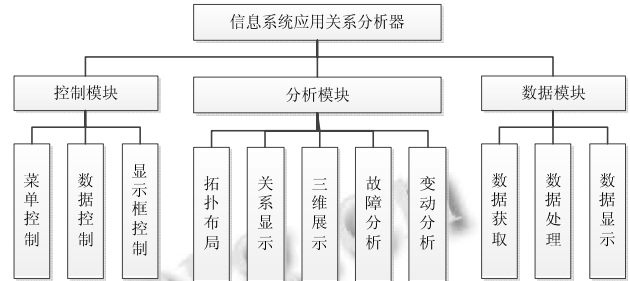 信息系统应用关系分析器
控制模块
分析模块
数据模块
菜单控制
数据控制
显示框控制
拓扑布局
关系显示
三维展示
故障分析
变动分析
数据获取
数据处理
数据显示